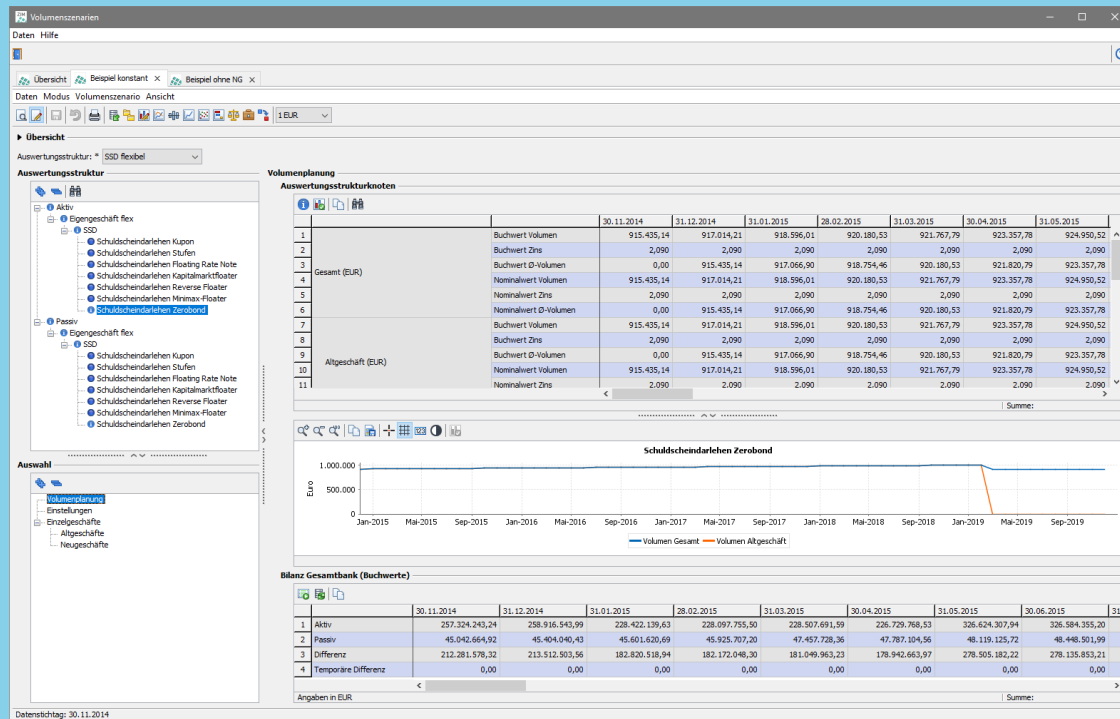 Volumenszenarien
Daten Hilfe
Übersicht Beispiel konstant Beispiel ohne NG
Daten Modus Volumenszenario Ansicht
1 EUR
Übersicht
Auswertungsstruktur: * SSD flexibel
Auswertungsstruktur
Aktiv
Eigengeschäft flex
SSD
Schuldscheindarlehen Kupon
Schuldscheindarlehen Stufen
Schuldscheindarlehen Floating Rate Note
Schuldscheindarlehen Kapitalmarktfloater
Schuldscheindarlehen Reverse Floater
Schuldscheindarlehen Minimax-Floater
Schuldscheindarlehen Zerobond
Passiv
Eigengeschäft flex
SSD
Schuldscheindarlehen Kupon
Schuldscheindarlehen Stufen
Schuldscheindarlehen Floating Rate Note
Schuldscheindarlehen Kapitalmarktfloater
Schuldscheindarlehen Reverse Floater
Schuldscheindarlehen Minimax-Floater
Schuldscheindarlehen Zerobond
Auswahl
Volumenplanung
Einstellungen
Einzelgeschäfte
Altgeschäfte
Neugeschäfte
Volumenplanung
Auswertungsstrukturknoten
30.11.2014 31.12.2014 31.01.2015 28.02.2015 31.03.2015 30.04.2015 31.05.2015
Gesamt (EUR)
1 Buchwert Volumen 915.435,14 917.014,21 918.596,01 920.180,53 921.767,79 923.357,78 924.950,52
2 Buchwert Zins 2,090 2,090 2,090 2,090 2,090 2,090 2,090
3 Buchwert Ø-Volumen 0,00 915.435,14 917.066,90 918.754,46 920.180,53 921.820,79 923.357,78
4 Nominalwert Volumen 915.435,14 917.014,21 918.596,01 920.180,53 921.767,79 923.357,78 924.950,52
5 Nominalwert Zins 2,090 2,090 2,090 2,090 2,090 2,090 2,090
6 Nominalwert Ø-Volumen 0,00 915.435,14 917.066,90 918.754,46 920.180,53 921.820,79 923.357,78
Altgeschäft (EUR)
7 Buchwert Volumen 915.435,14 917.014,21 918.596,01 920.180,53 921.767,79 923.357,78 924.950,52
8 Buchwert Zins 2,090 2,090 2,090 2,090 2,090 2,090 2,090
9 Buchwert Ø-Volumen 0,00 915.435,14 917.066,90 918.754,46 920.180,53 921.820,79 923.357,78
10 Nominalwert Volumen 915.435,14 917.014,21 918.596,01 920.180,53 921.767,79 923.357,78 924.950,52
11 Nominalwert Zins 2,090 2,090 2,090 2,090 2,090 2,090 2,090
Summe:
Schuldscheindarlehen Zerobond
Euro
1.000.000
500.000
0
Jan-2015 Mai-2015 Sep-2015 Jan-2016 Mai-2016 Sep-2016 Jan-2017 Mai-2017 Sep-2017 Jan-2018 Mai-2018 Sep-2018 Jan-2019 Mai-2019 Sep-2019
Volumen Gesamt Volumen Altgeschäft
Bilanz Gesamtbank (Buchwerte)
30.11.2014 31.12.2014 31.01.2015 28.02.2015 31.03.2015 30.04.2015 31.05.2015 30.06.2015 31
1 Aktiv 257.324.243,24 258.916.543,99 228.422.139,63 228.097.755,50 228.507.691,59 226.729.768,53 326.624.307,94 326.584.355,20
2 Passiv 45.042.664,92 45.404.040,43 45.601.620,69 45.925.707,20 47.457.728,36 47.787.104,56 48.119.125,72 48.448.501,99
3 Differenz 212.281.578,32 213.512.503,56 182.820.518,94 182.172.048,30 181.049.963,23 178.942.663,97 278.505.182,22 278.135.853,21
4 Temporäre Differenz 0,00 0,00 0,00 0,00 0,00 0,00 0,00 0,00
Angaben in EUR Summe:
Datenstichtag: 30.11.2014